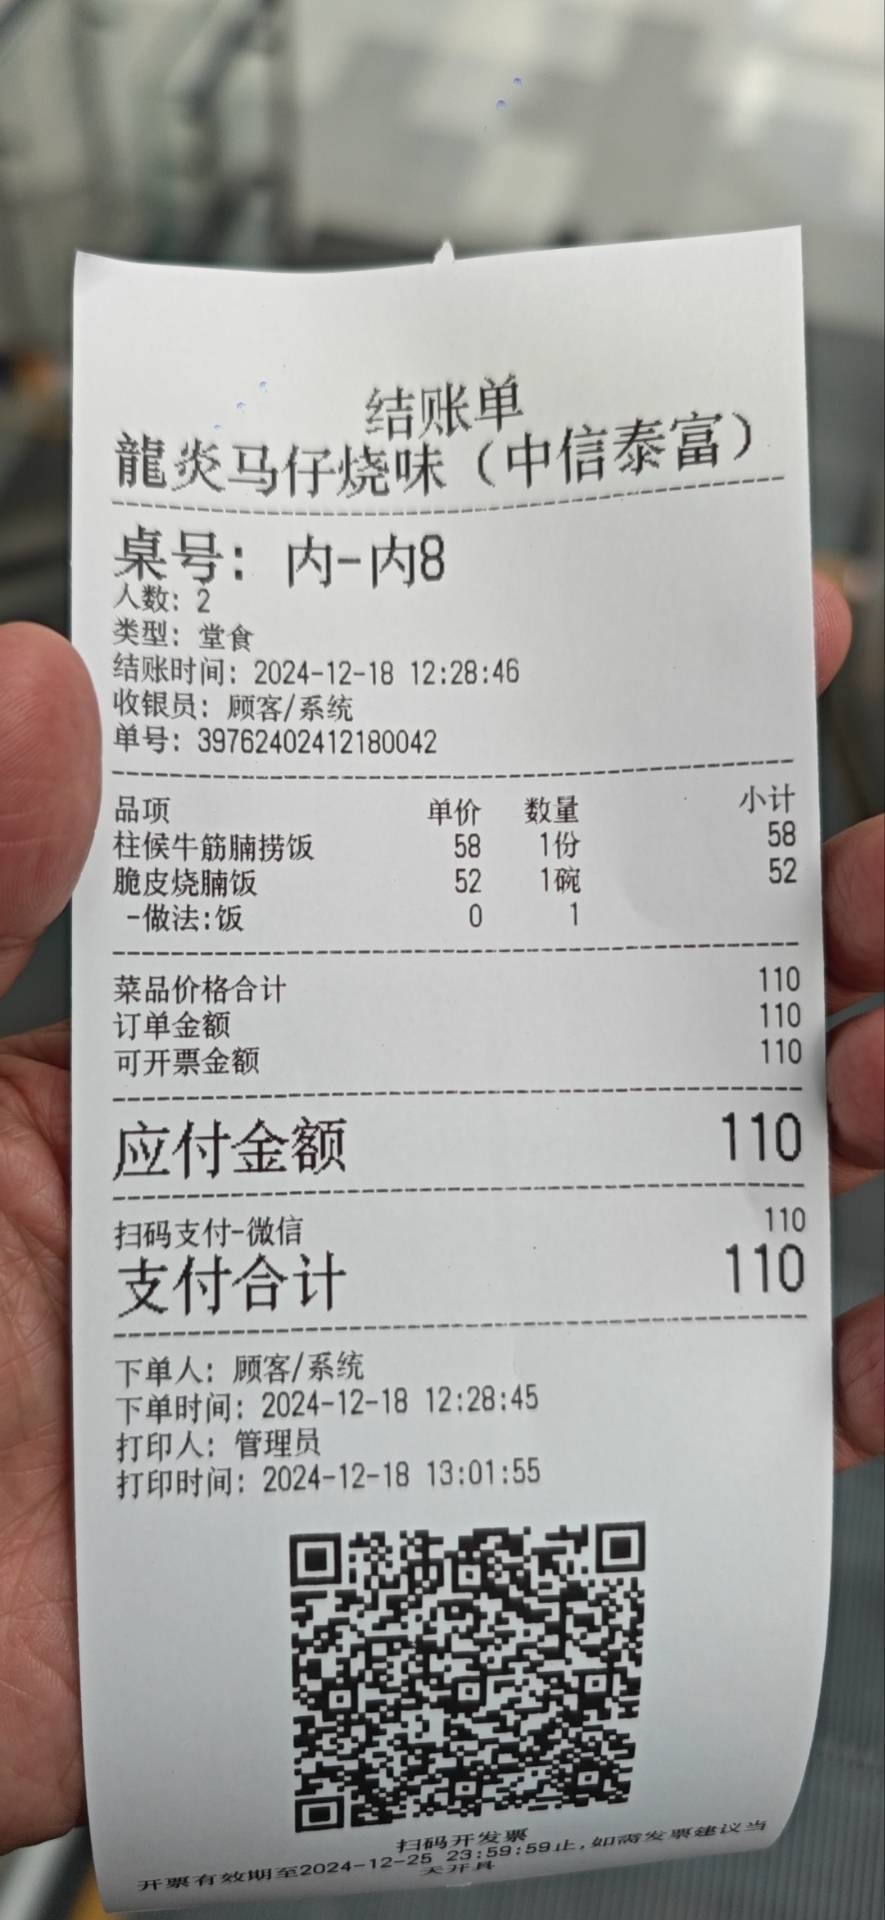 结账单
龍炎马仔烧味（中信泰富）
桌号: 内-内8
人数: 2
类型: 堂食
结账时间: 2024-12-18 12:28:46
收银员: 顾客/系统
单号: 39762402412180042
品项 单价 数量 小计
柱候牛筋腩捞饭 58 1份 58
脆皮烧腩饭 52 1碗 52
-做法:饭 0 1
菜品价格合计 110
订单金额 110
可开票金额 110
应付金额 110
扫码支付-微信 110
支付合计 110
下单人: 顾客/系统
下单时间: 2024-12-18 12:28:45
打印人: 管理员
打印时间: 2024-12-18 13:01:55
扫码开发票
开票有效期至2024-12-25 23:59:59止,如需发票建议当
天开具